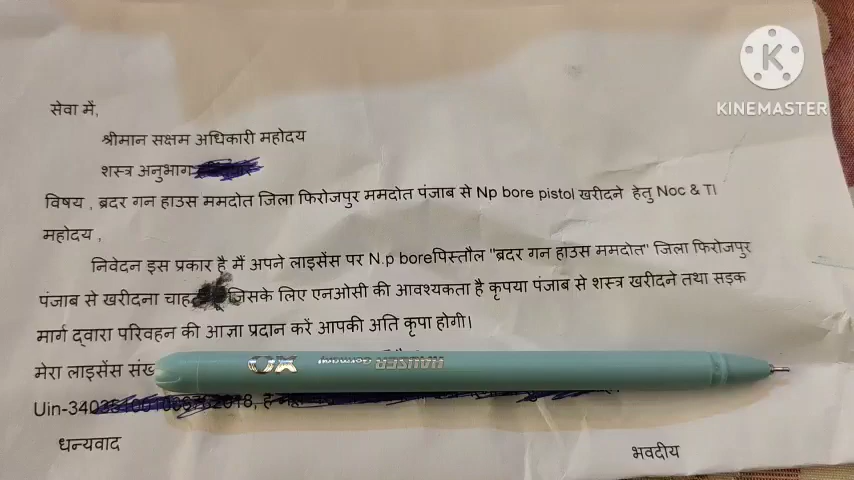 K
KINEMASTER
सेवा में,
श्रीमान सक्षम अधिकारी महोदय
शस्त्र अनुभाग
विषय , ब्रदर गन हाउस ममदोत जिला फिरोजपुर ममदोत पंजाब से Np bore pistol खरीदने हेतु Noc & Tl
महोदय ,
निवेदन इस प्रकार है मैं अपने लाइसेंस पर N.p boreपिस्तौल "ब्रदर गन हाउस ममदोत" जिला फिरोजपुर
पंजाब से खरीदना जिसके लिए एनओसी की आवश्यकता है कृपया पंजाब से शस्त्र खरीदने तथा सड़क
मार्ग द्वारा परिवहन की आज्ञा प्रदान करें आपकी अति कृपा होगी।
मेरा लाइसेंस
HAUSER Germany XO
धन्यवाद
भवदीय